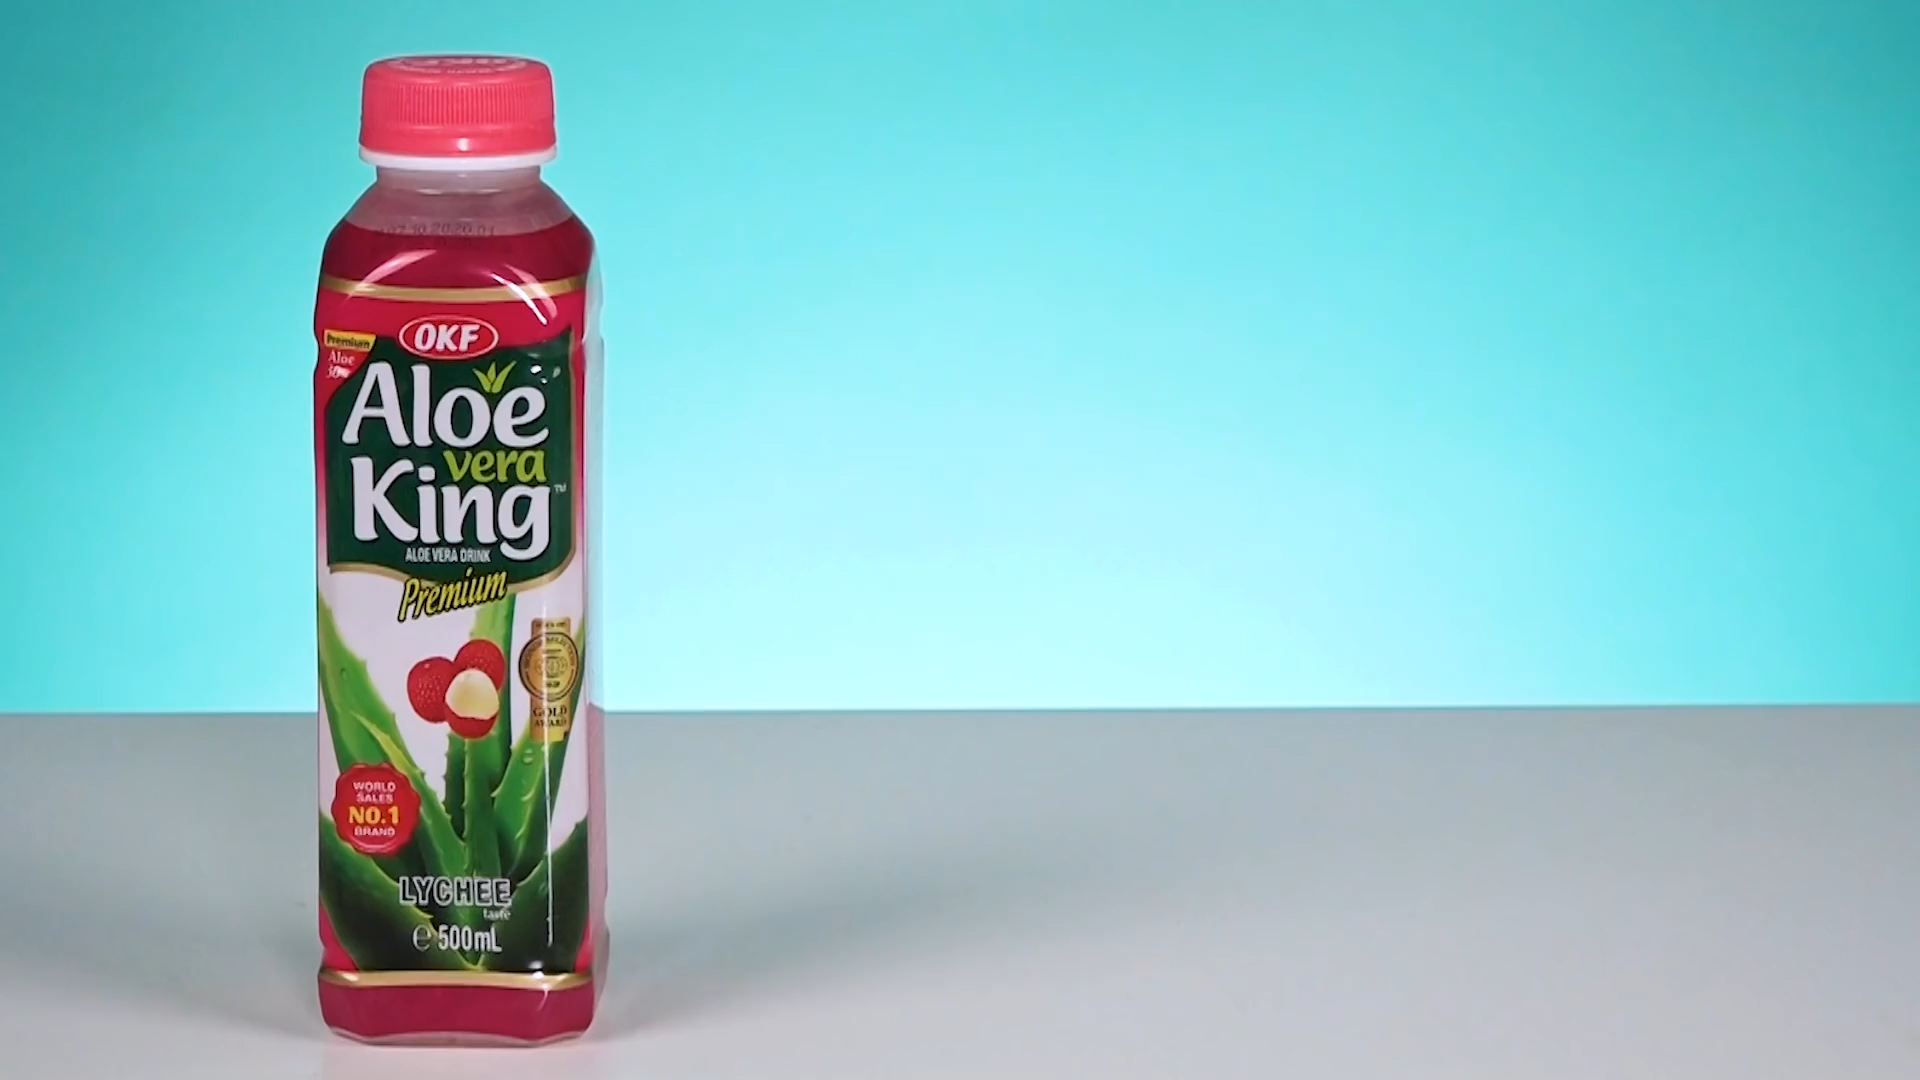 OKF
Premium
Aloe
Aloe
vera
King™
ALOE VERA DRINK
Premium
GOLD
AWARD
WORLD
SALES
NO.1
BRAND
LYCHEE
taste
℮ 500mL